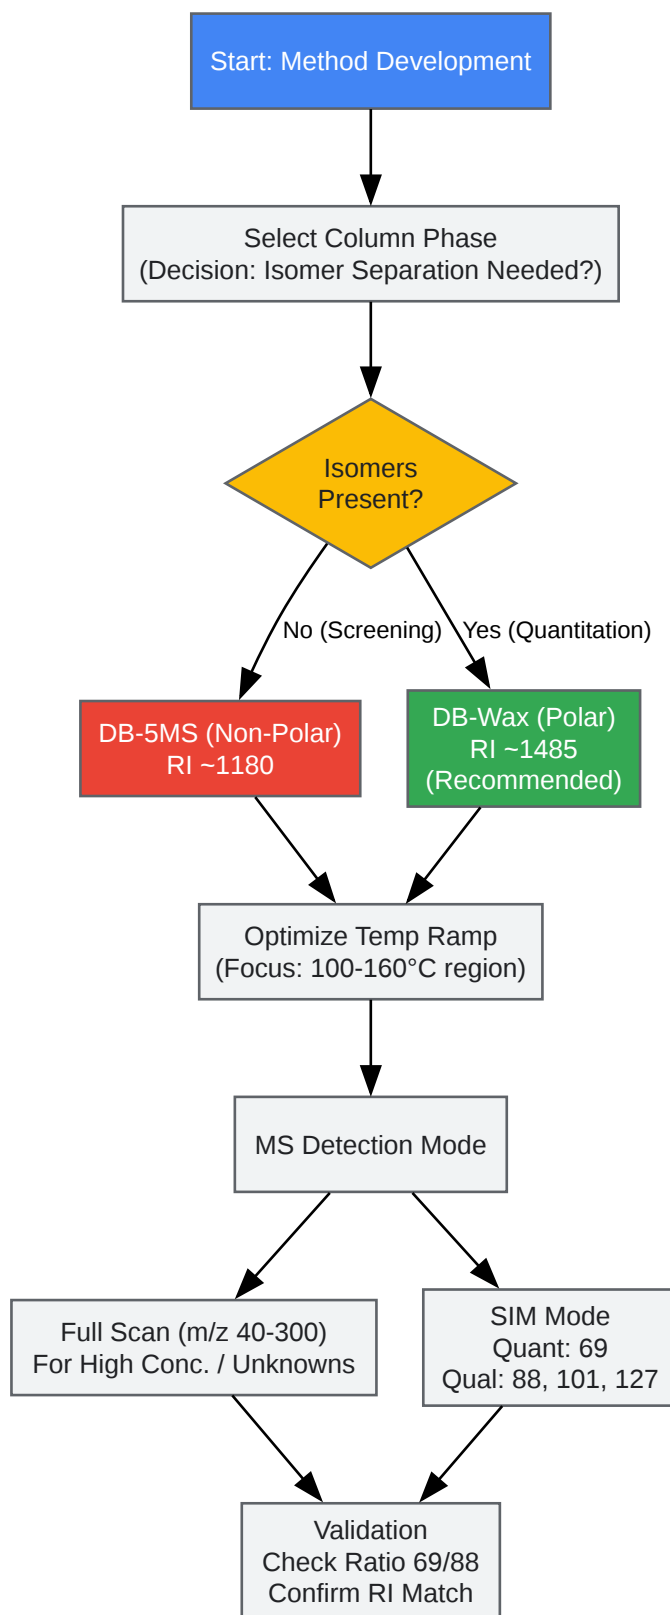 Start: Method Development
Select Column Phase
(Decision: Isomer Separation Needed?)
Isomers
Present?
No (Screening)
Yes (Quantitation)
DB-5MS (Non-Polar)
RI ~1180
DB-Wax (Polar)
RI ~1485
(Recommended)
Optimize Temp Ramp
(Focus: 100-160°C region)
MS Detection Mode
Full Scan (m/z 40-300)
For High Conc. / Unknowns
SIM Mode
Quant: 69
Qual: 88, 101, 127
Validation
Check Ratio 69/88
Confirm RI Match